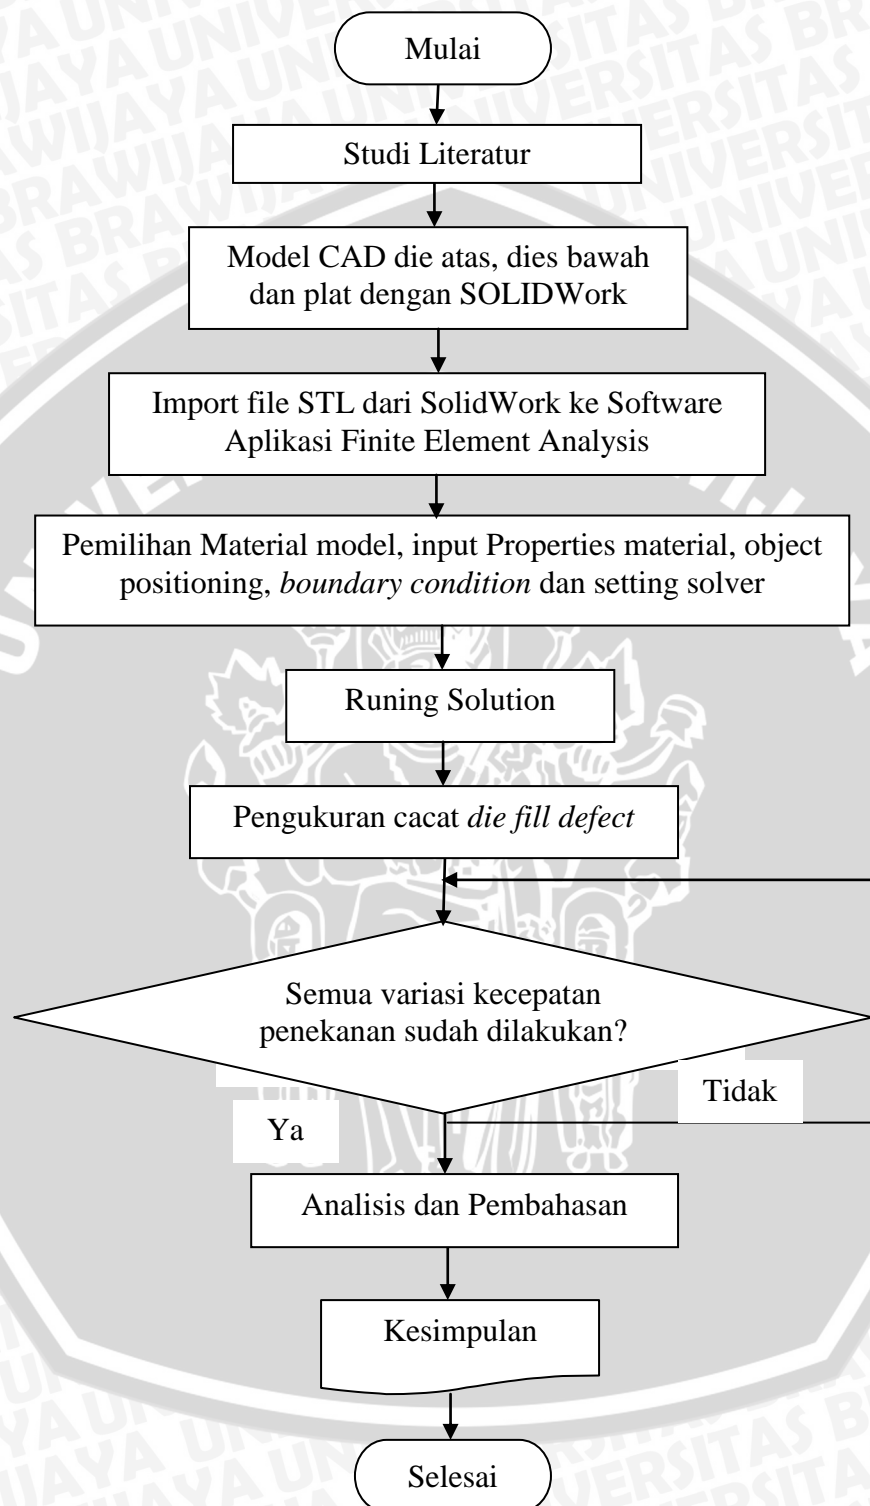 Mulai
Studi Literatur
Model CAD die atas, dies bawah
dan plat dengan SOLIDWork
Import file STL dari SolidWork ke Software
Aplikasi Finite Element Analysis
Pemilihan Material model, input Properties material, object
positioning, boundary condition dan setting solver
Runing Solution
Pengukuran cacat die fill defect
Semua variasi kecepatan
penekanan sudah dilakukan?
Tidak
Ya
Analisis dan Pembahasan
Kesimpulan
Selesai